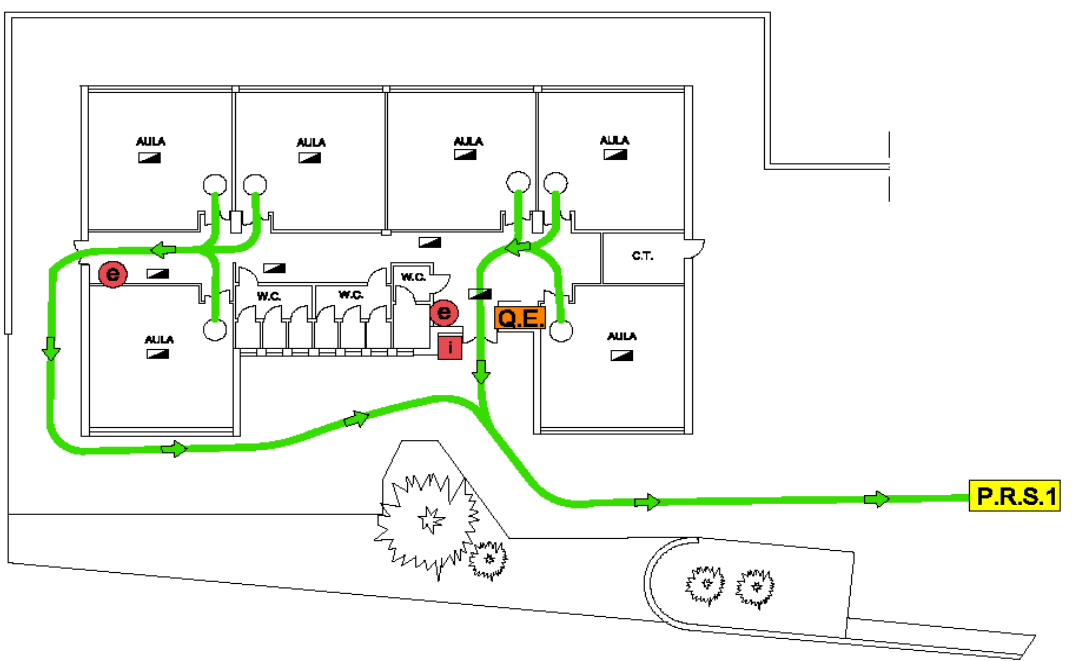 AULA
AULA
AULA
AULA
C.T.
e
W.C.
W.C.
W.C.
e
Q.E.
i
AULA
AULA
P.R.S.1